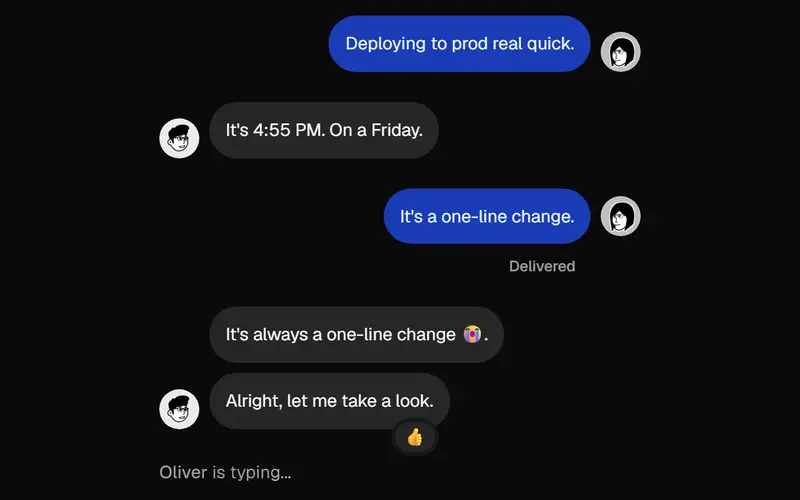 Deploying to prod real quick.
It's 4:55 PM. On a Friday.
It's a one-line change.
Delivered
It's always a one-line change 😭.
Alright, let me take a look.
👍
Oliver is typing...